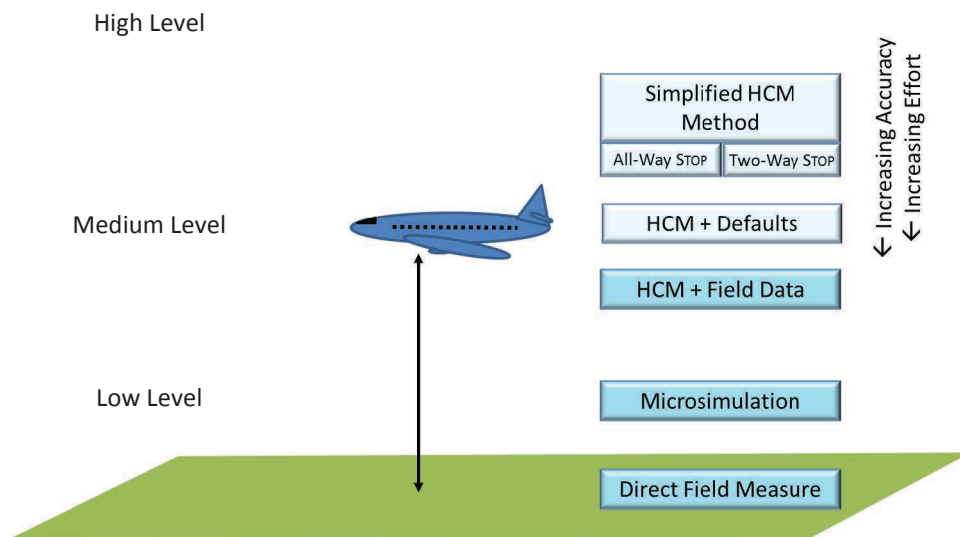 High Level
Simplified HCM
Method
All-Way STOP
Two-Way STOP
← Increasing Accuracy
← Increasing Effort
Medium Level
HCM + Defaults
HCM + Field Data
Low Level
Microsimulation
Direct Field Measure